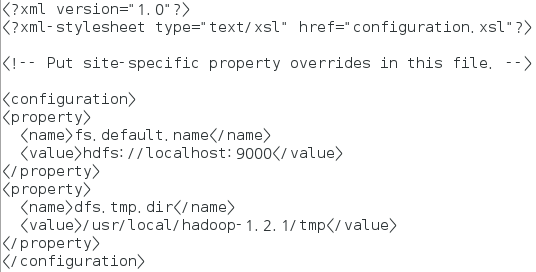 <?xml version="1.0"?>
<?xml-stylesheet type="text/xsl" href="configuration.xsl"?>
<!-- Put site-specific property overrides in this file. -->
<configuration>
<property>
  <name>fs.default.name</name>
  <value>hdfs://localhost:9000</value>
</property>
<property>
  <name>dfs.tmp.dir</name>
  <value>/usr/local/hadoop-1.2.1/tmp</value>
</property>
</configuration>